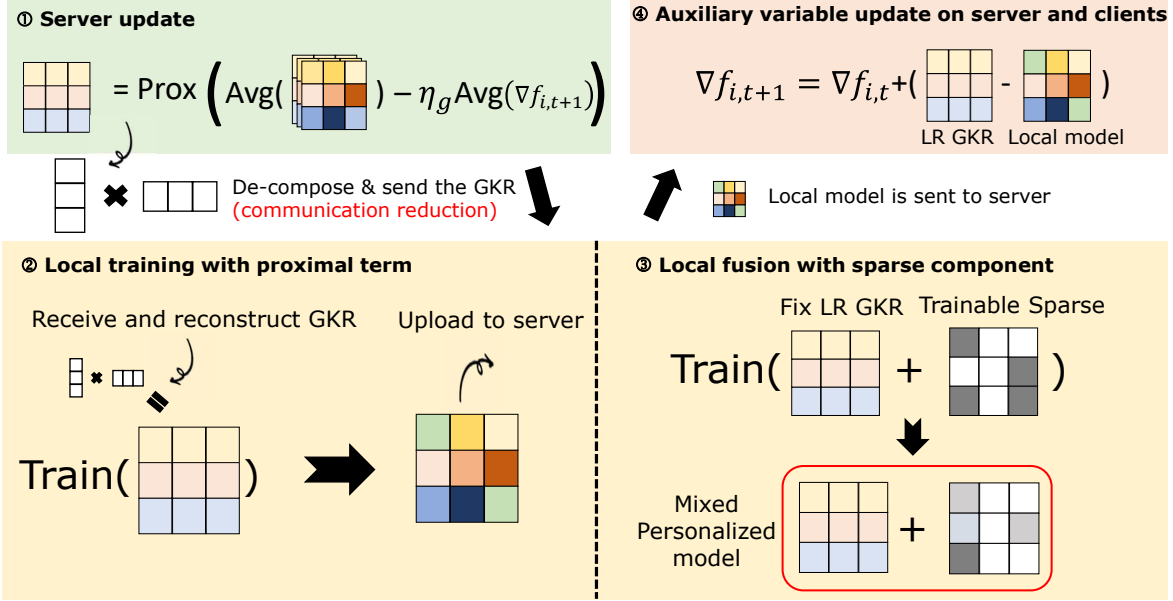 ① Server update
= Prox ( Avg( ) − η_g Avg(∇f_{i,t+1}) )
De-compose & send the GKR
(communication reduction)
④ Auxiliary variable update on server and clients
∇f_{i,t+1} = ∇f_{i,t} +( - )
LR GKR Local model
Local model is sent to server
② Local training with proximal term
Receive and reconstruct GKR
Upload to server
Train( )
③ Local fusion with sparse component
Fix LR GKR Trainable Sparse
Train( + )
Mixed
Personalized
model
+